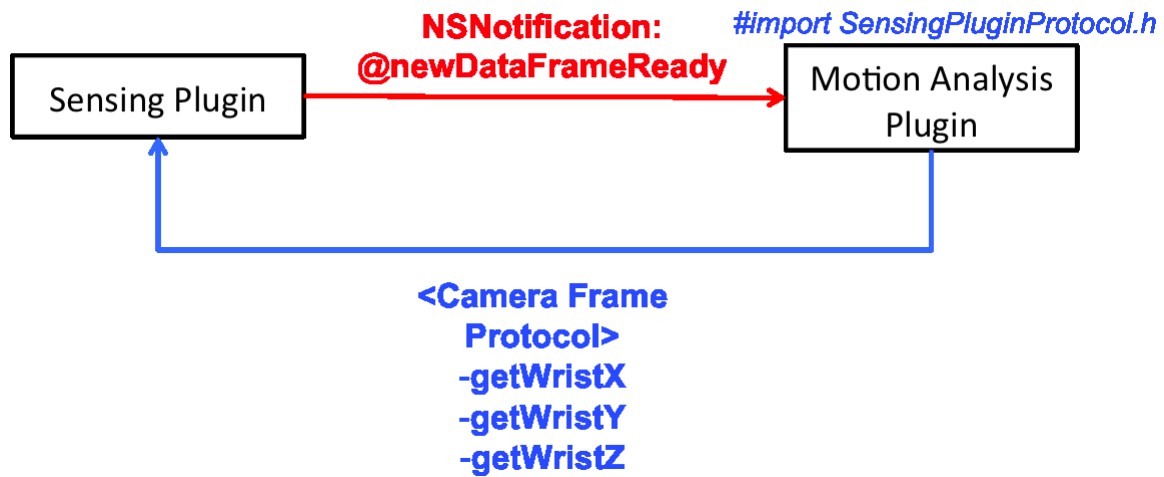 NSNotification:
@newDataFrameReady
#import SensingPluginProtocol.h
Sensing Plugin
Motion Analysis
Plugin
<Camera Frame
Protocol>
-getWristX
-getWristY
-getWristZ